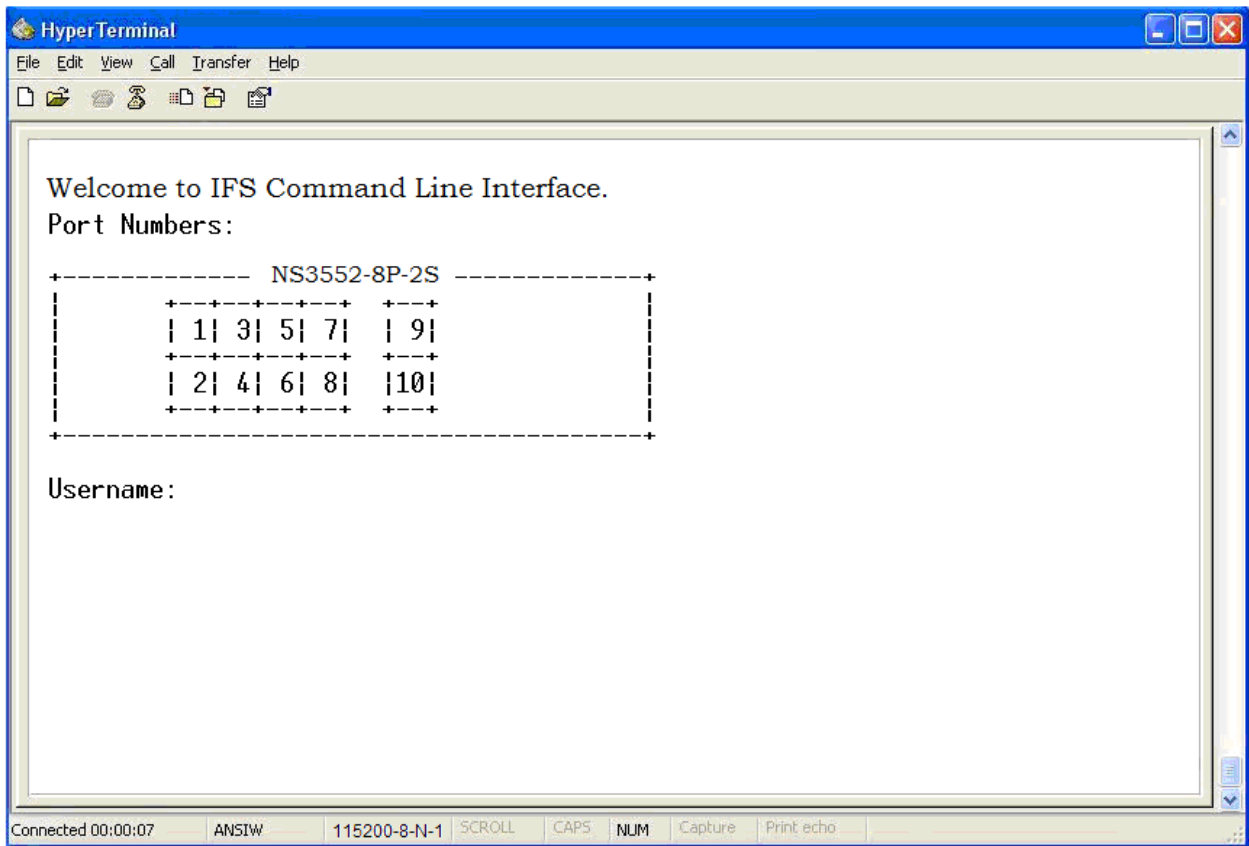 HyperTerminal
File Edit View Call Transfer Help
Welcome to IFS Command Line Interface.
Port Numbers:
+------------- NS3552-8P-2S -------------+
|       +--+--+--+--+  +--+              |
|       | 1| 3| 5| 7|  | 9|              |
|       +--+--+--+--+  +--+              |
|       | 2| 4| 6| 8|  |10|              |
|       +--+--+--+--+  +--+              |
+----------------------------------------+
Username:
Connected 00:00:07 ANSIW 115200-8-N-1 SCROLL CAPS NUM Capture Print echo